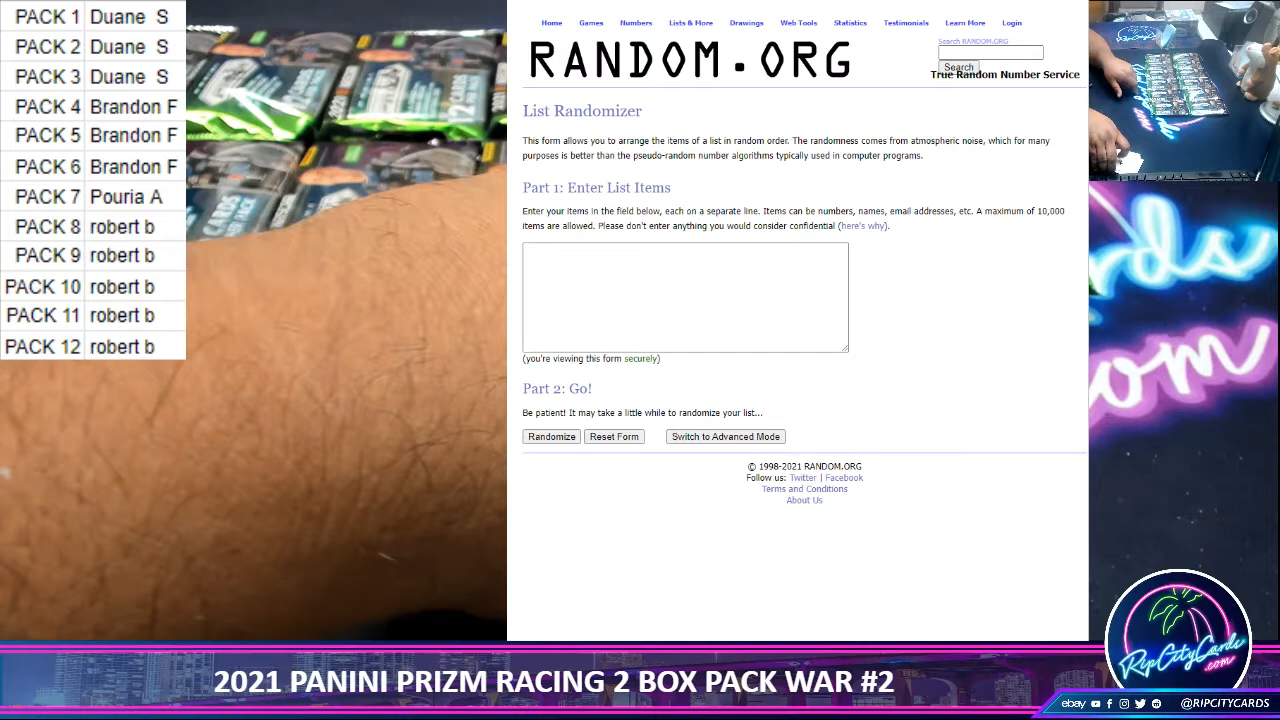 PACK 1 Duane S
PACK 2 Duane S
PACK 3 Duane S
PACK 4 Brandon F
PACK 5 Brandon F
PACK 6 Brandon F
PACK 7 Pouria A
PACK 8 robert b
PACK 9 robert b
PACK 10 robert b
PACK 11 robert b
PACK 12 robert b
Home Games Numbers Lists & More Drawings Web Tools Statistics Testimonials Learn More Login
RANDOM.ORG
Search RANDOM.ORG
Search
True Random Number Service
List Randomizer
This form allows you to arrange the items of a list in random order. The randomness comes from atmospheric noise, which for many
purposes is better than the pseudo-random number algorithms typically used in computer programs.
Part 1: Enter List Items
Enter your items in the field below, each on a separate line. Items can be numbers, names, email addresses, etc. A maximum of 10,000
items are allowed. Please don't enter anything you would consider confidential (here's why).
(you're viewing this form securely)
Part 2: Go!
Be patient! It may take a little while to randomize your list...
Randomize Reset Form Switch to Advanced Mode
© 1998-2021 RANDOM.ORG
Follow us: Twitter | Facebook
Terms and Conditions
About Us
RipCityCards
.com
2021 PANINI PRIZM RACING 2 BOX PACK WAR #2
ebay @RIPCITYCARDS